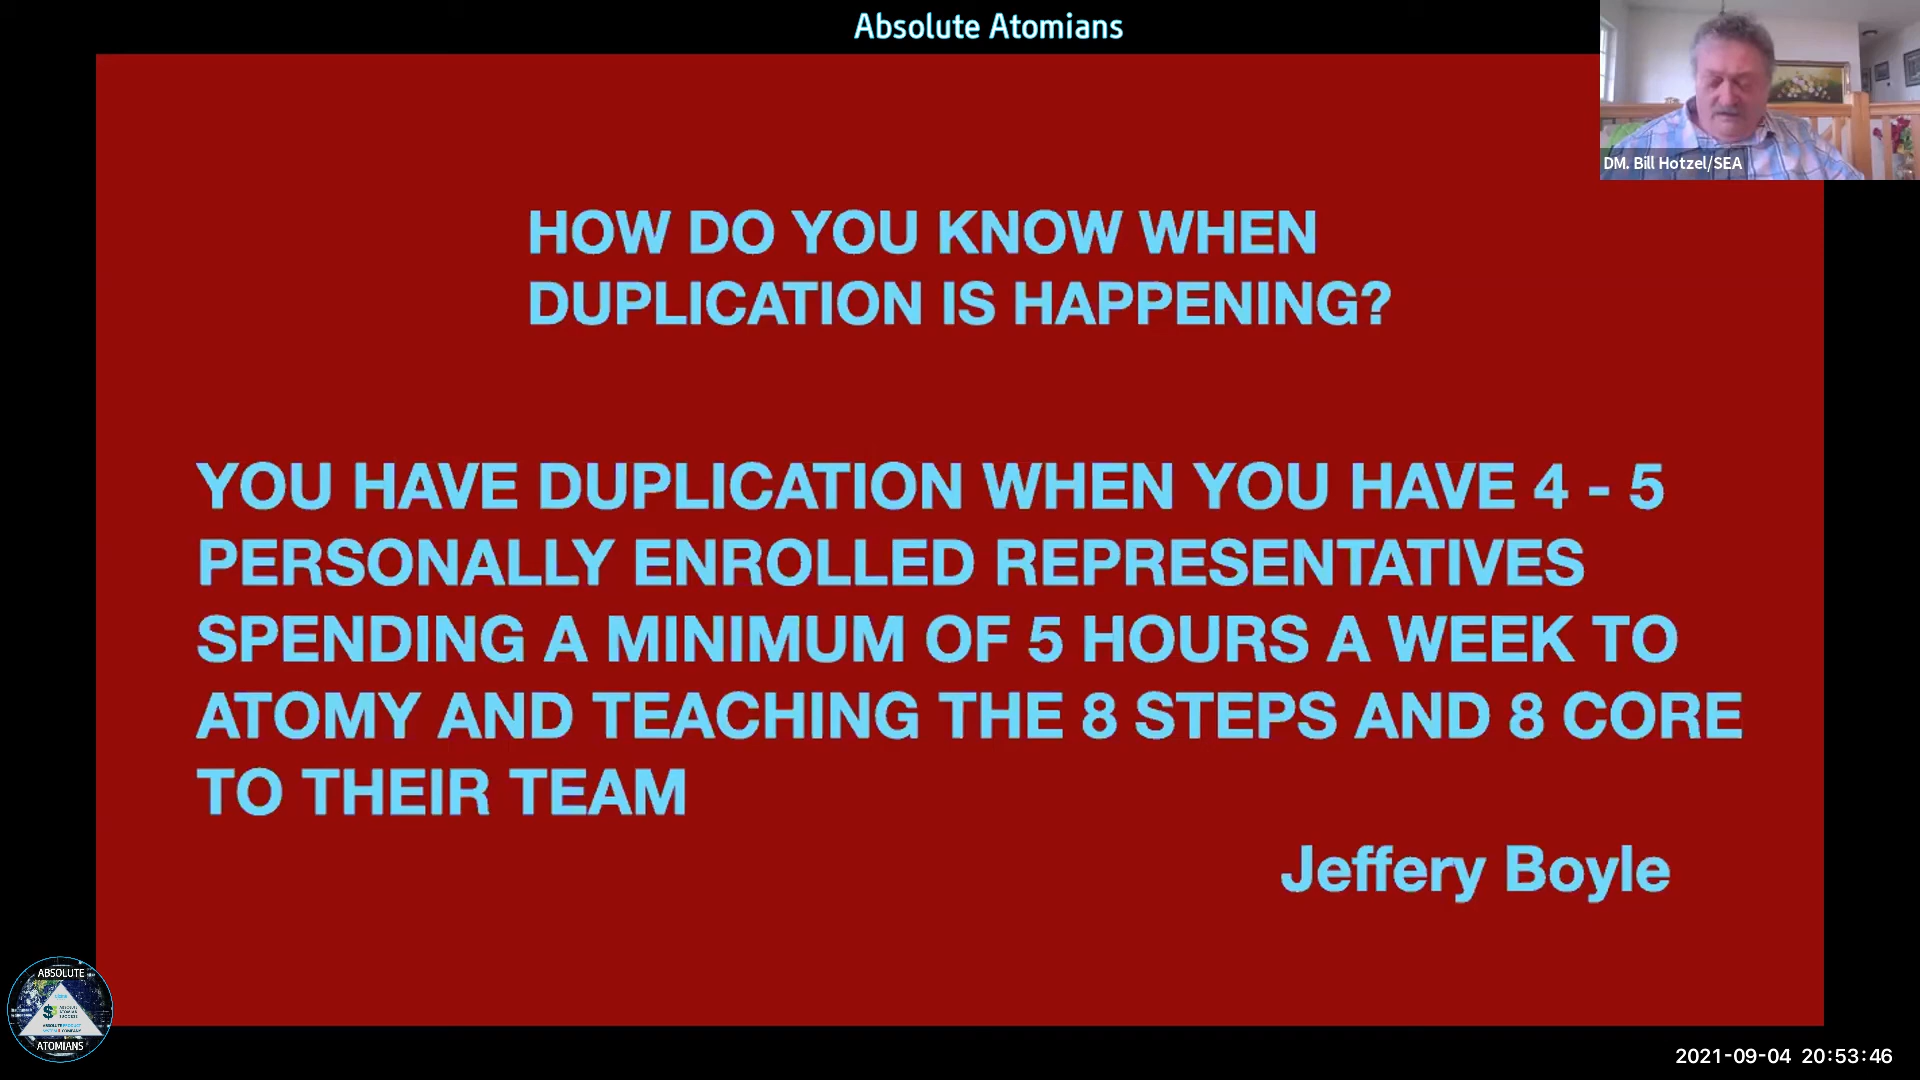 Absolute Atomians
DM. Bill Hotzel/SEA
HOW DO YOU KNOW WHEN
DUPLICATION IS HAPPENING?
YOU HAVE DUPLICATION WHEN YOU HAVE 4 - 5
PERSONALLY ENROLLED REPRESENTATIVES
SPENDING A MINIMUM OF 5 HOURS A WEEK TO
ATOMY AND TEACHING THE 8 STEPS AND 8 CORE
TO THEIR TEAM
Jeffery Boyle
ABSOLUTE
ATOMIANS
2021-09-04 20:53:46